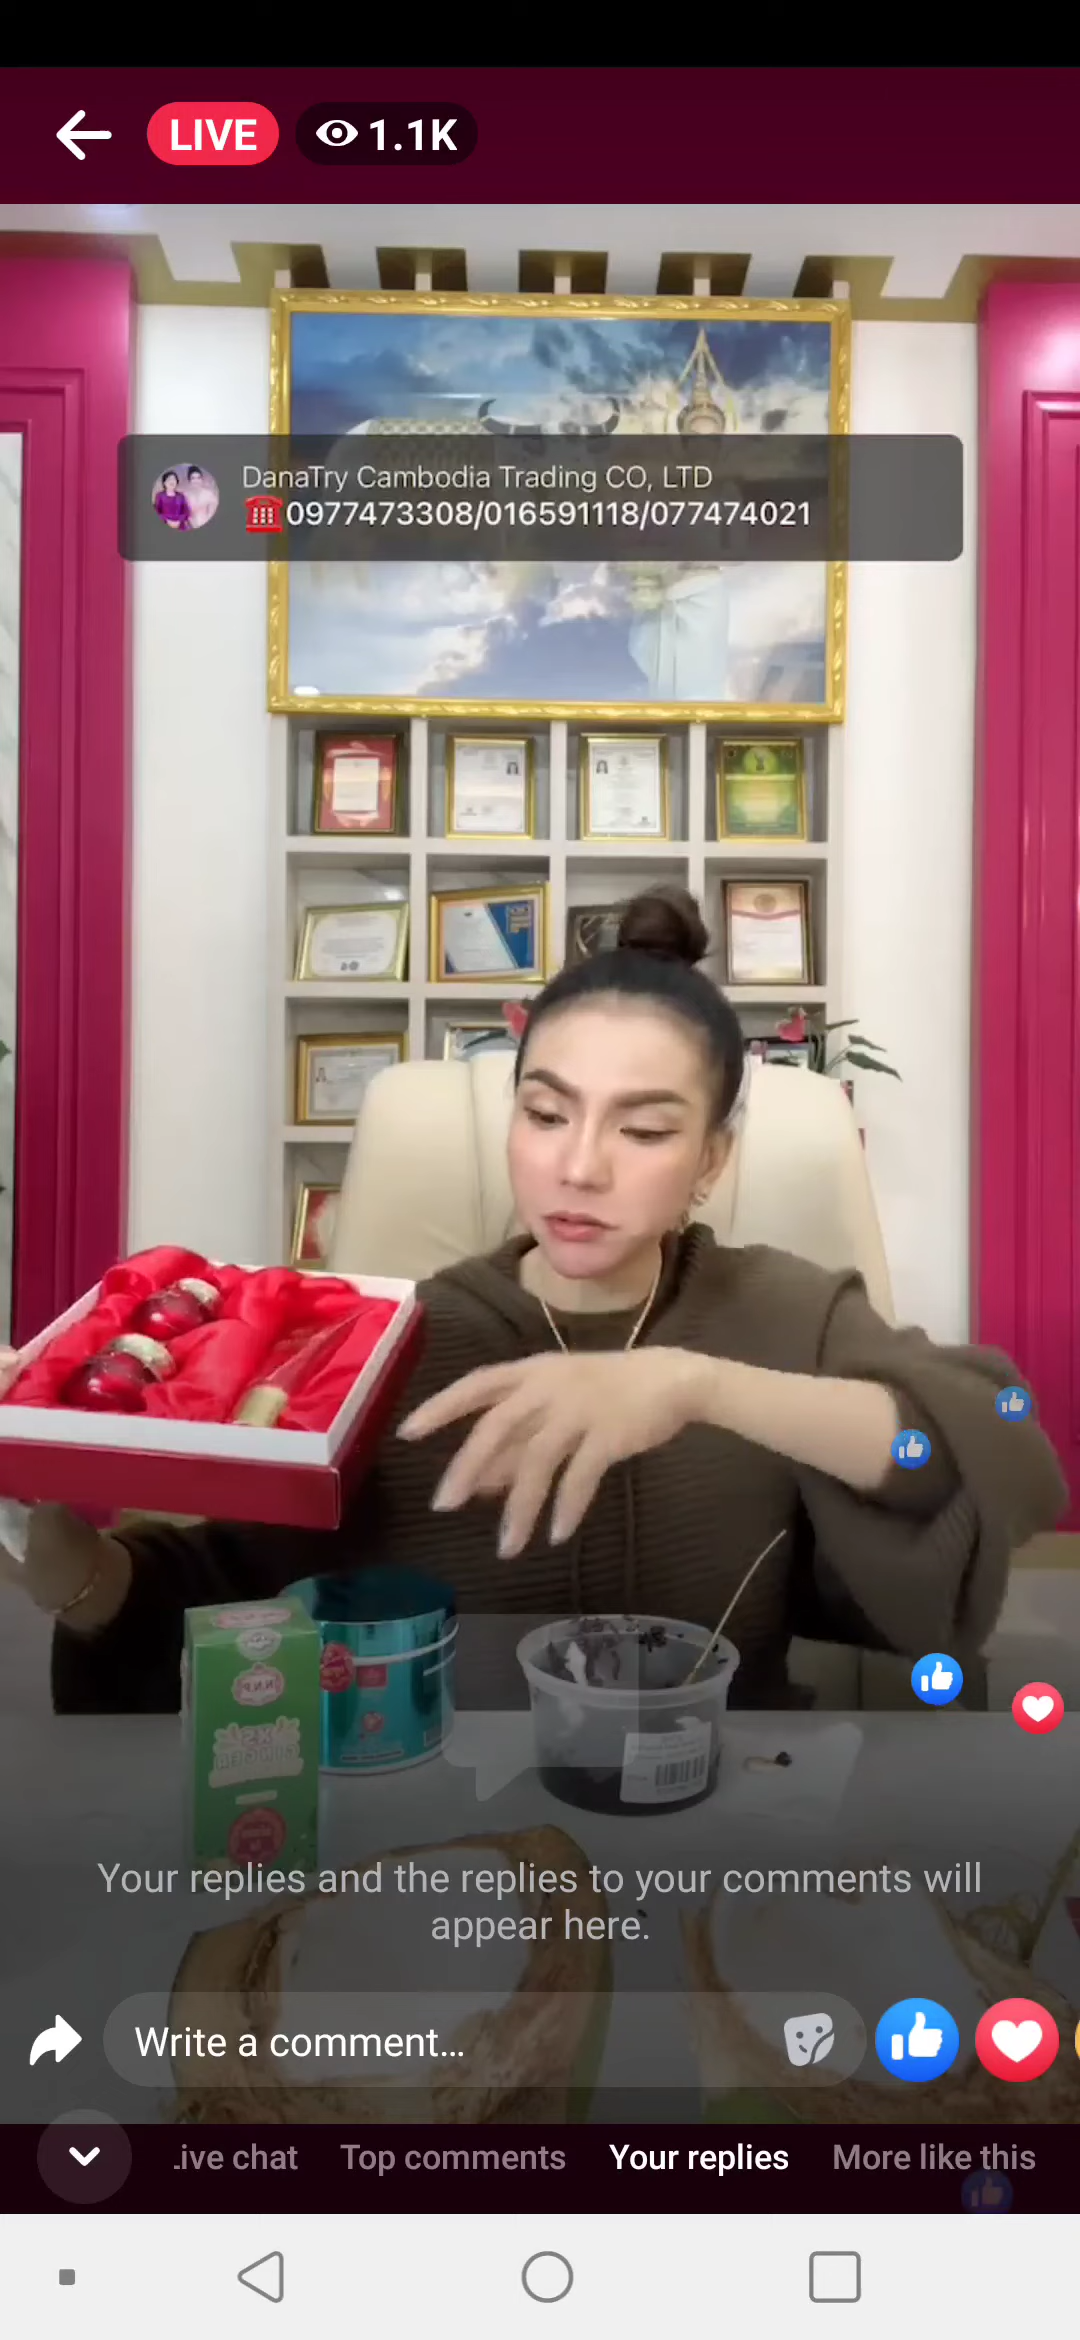 LIVE
1.1K
DanaTry Cambodia Trading CO, LTD
☎️0977473308/016591118/077474021
Your replies and the replies to your comments will
appear here.
Write a comment...
ive chat
Top comments
Your replies
More like this